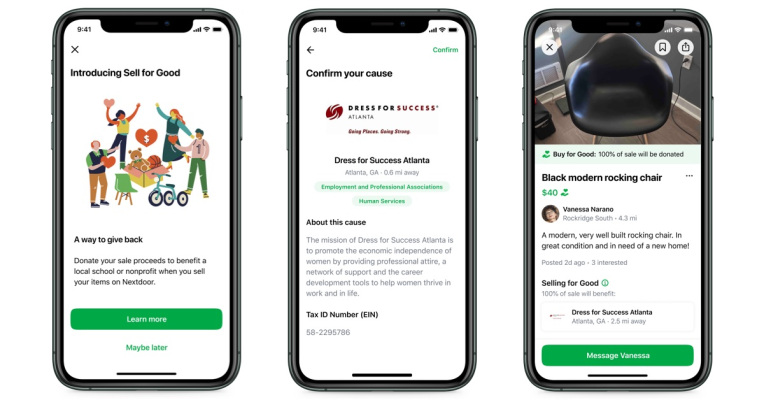 9:41
Introducing Sell for Good
A way to give back
Donate your sale proceeds to benefit a
local school or nonprofit when you sell
your items on Nextdoor.
Learn more
Maybe later
9:41
Confirm
Confirm your cause
DRESS FOR SUCCESS®
ATLANTA
Going Places. Going Strong.
Dress for Success Atlanta
Atlanta, GA · 0.6 mi away
Employment and Professional Associations
Human Services
About this cause
The mission of Dress for Success Atlanta is
to promote the economic independence of
women by providing professional attire, a
network of support and the career
development tools to help women thrive in
work and in life.
Tax ID Number (EIN)
58-2295786
9:41
Buy for Good: 100% of sale will be donated
Black modern rocking chair
$40
Vanessa Narano
Rockridge South • 4.3 mi
A modern, very well built rocking chair. In
great condition and in need of a new home!
Posted 2d ago • 3 interested
Selling for Good
100% of sale will benefit:
Dress for Success Atlanta
Atlanta, GA · 2.5 mi away
Message Vanessa